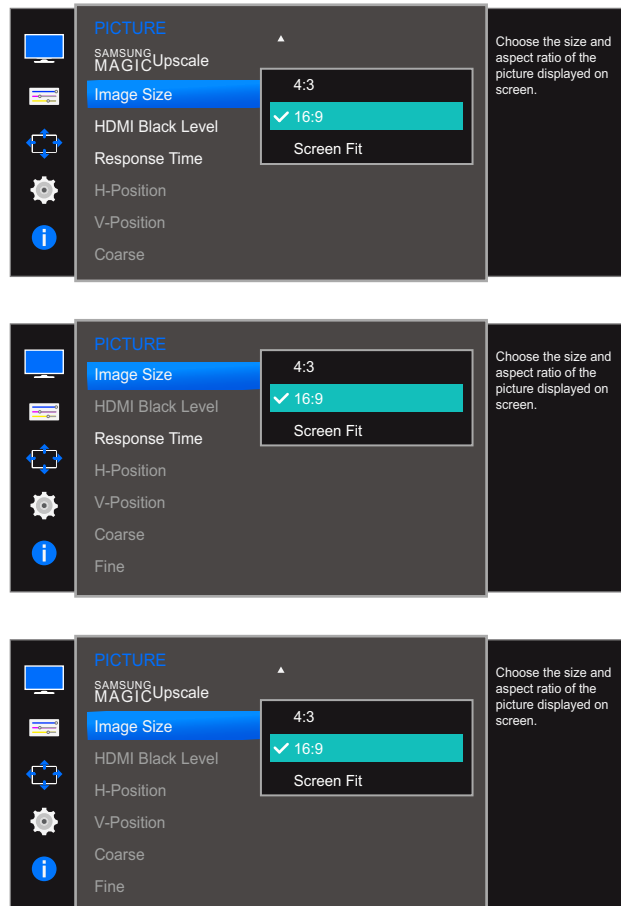 PICTURE
SAMSUNG
MAGICUpscale
Image Size
HDMI Black Level
Response Time
H-Position
V-Position
Coarse
4:3
16:9
Screen Fit
Choose the size and
aspect ratio of the
picture displayed on
screen.
PICTURE
Image Size
HDMI Black Level
Response Time
H-Position
V-Position
Coarse
Fine
4:3
16:9
Screen Fit
Choose the size and
aspect ratio of the
picture displayed on
screen.
PICTURE
SAMSUNG
MAGICUpscale
Image Size
HDMI Black Level
H-Position
V-Position
Coarse
Fine
4:3
16:9
Screen Fit
Choose the size and
aspect ratio of the
picture displayed on
screen.